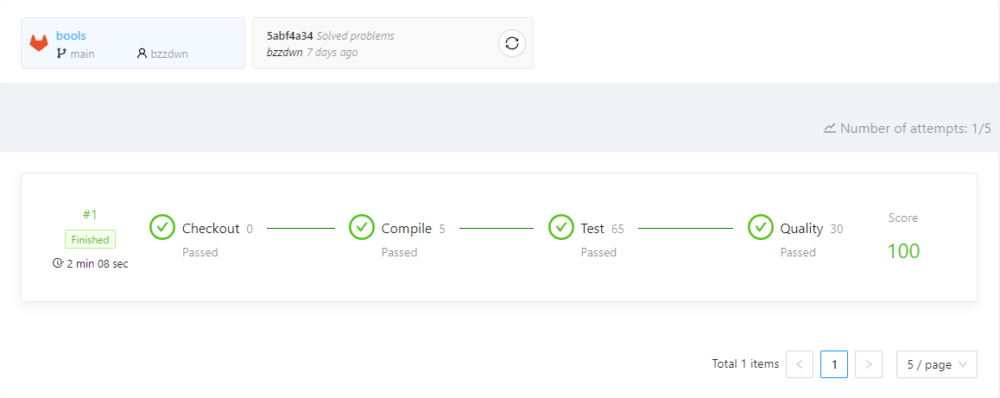 bools
main bzzdwn
5abf4a34 Solved problems
bzzdwn 7 days ago
Number of attempts: 1/5
#1
Finished
2 min 08 sec
Checkout 0
Passed
Compile 5
Passed
Test 65
Passed
Quality 30
Passed
Score
100
Total 1 items < 1 > 5 / page